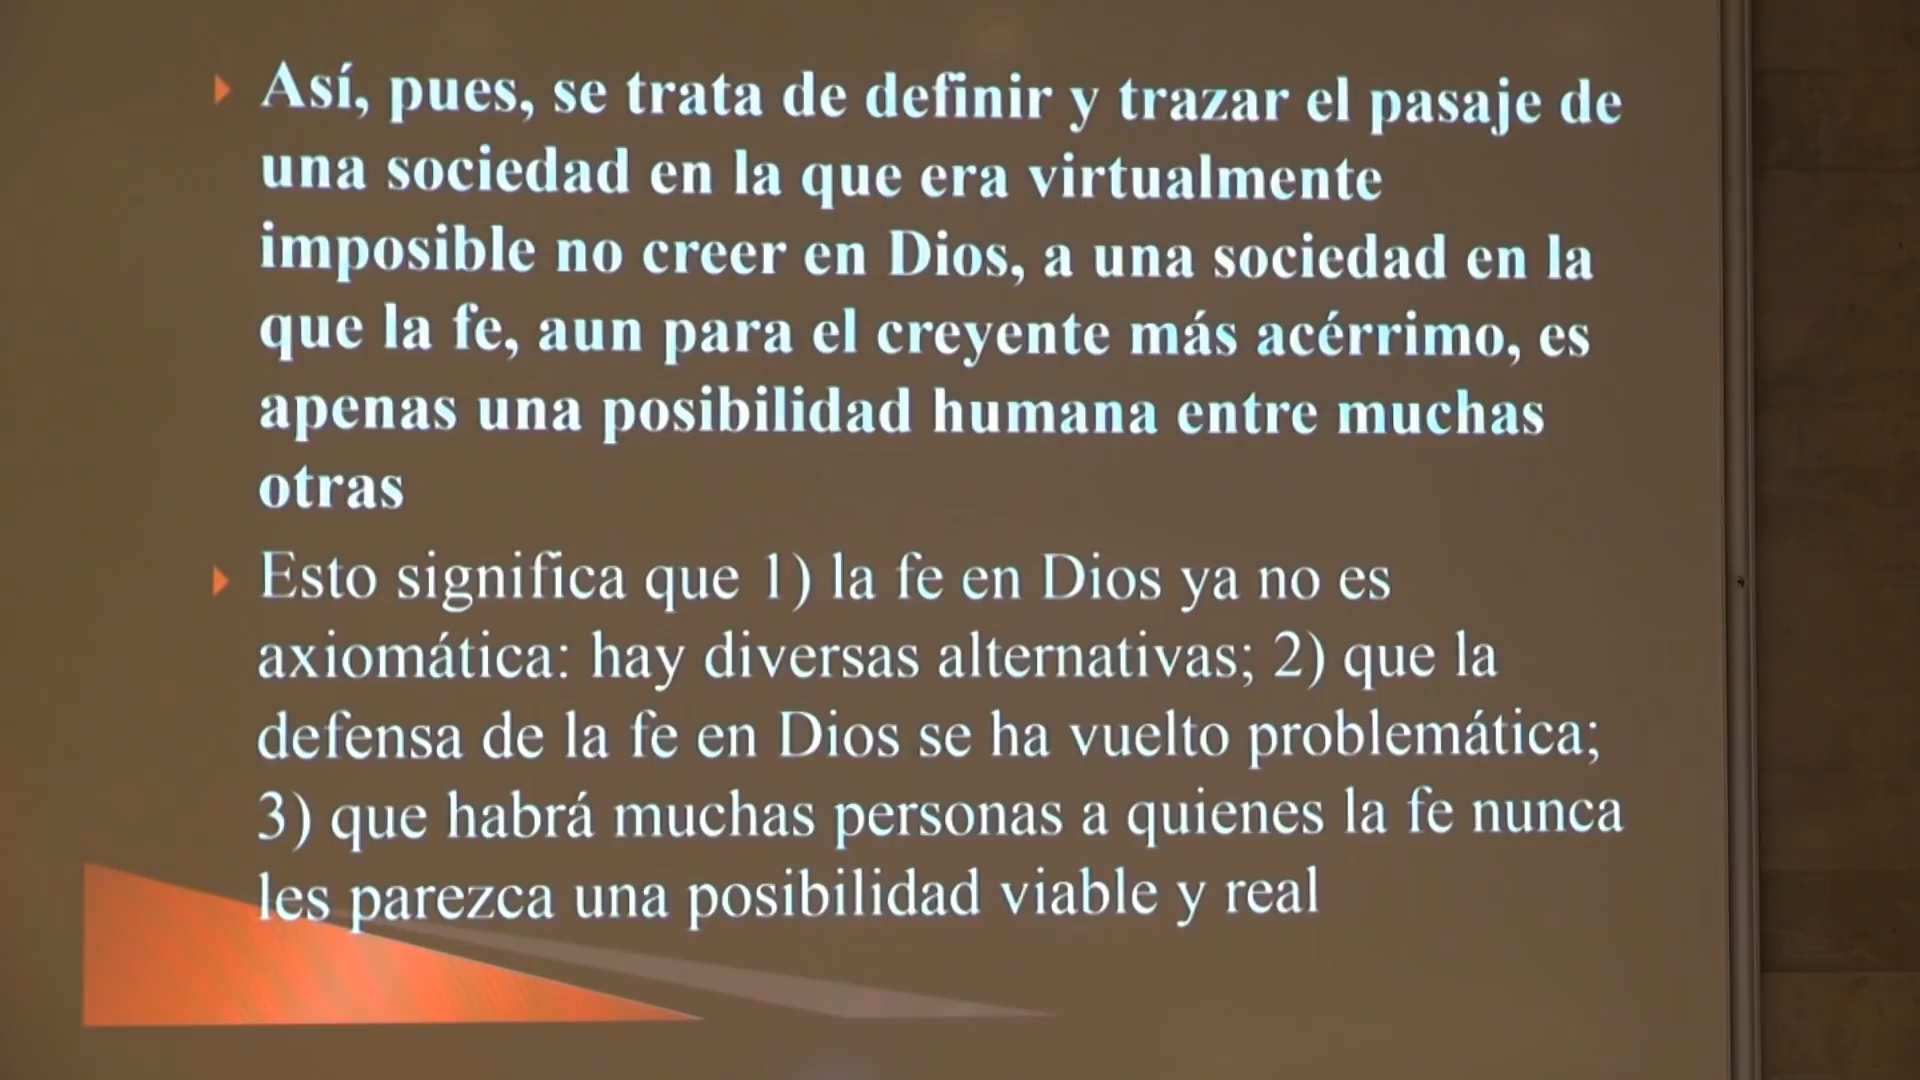 Así, pues, se trata de definir y trazar el pasaje de
una sociedad en la que era virtualmente
imposible no creer en Dios, a una sociedad en la
que la fe, aun para el creyente más acérrimo, es
apenas una posibilidad humana entre muchas
otras
Esto significa que 1) la fe en Dios ya no es
axiomática: hay diversas alternativas; 2) que la
defensa de la fe en Dios se ha vuelto problemática;
3) que habrá muchas personas a quienes la fe nunca
les parezca una posibilidad viable y real